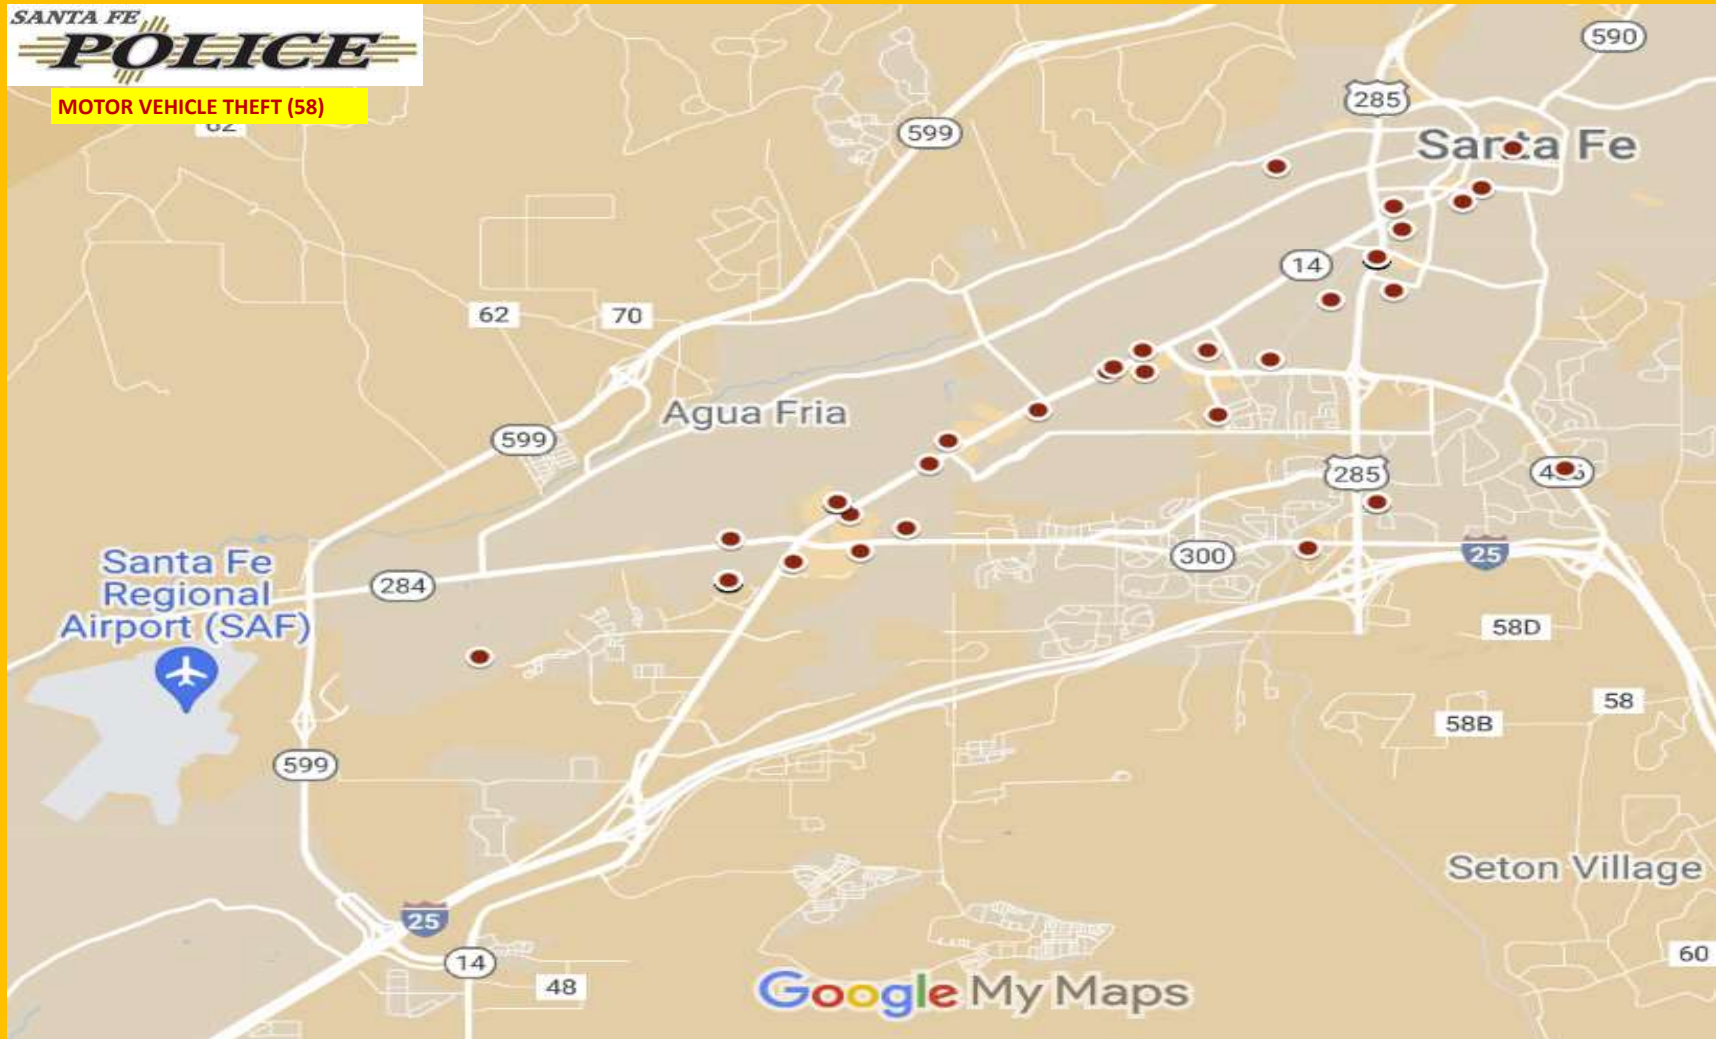 SANTA FE
POLICE
MOTOR VEHICLE THEFT (58)
62
590
285
599
Santa Fe
14
62
70
Agua Fria
599
285
466
Santa Fe
Regional
Airport (SAF)
284
300
25
58D
58
58B
599
Seton Village
25
14
48
60
Google My Maps